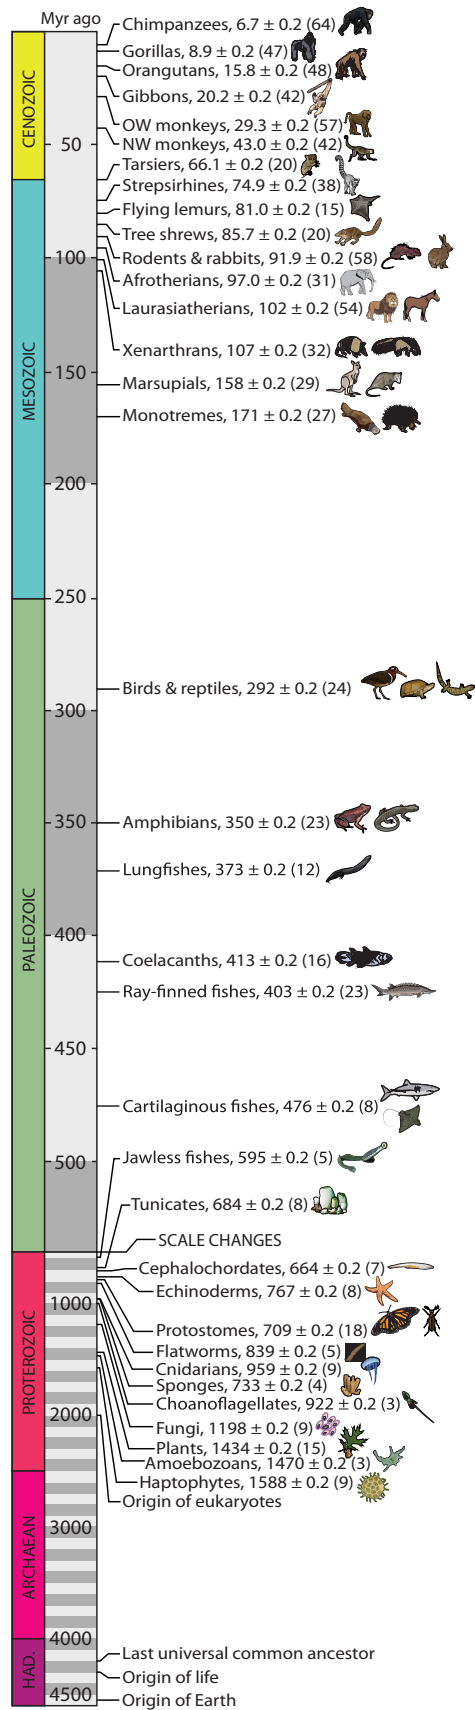 Myr ago
Chimpanzees, 6.7 ± 0.2 (64)
Gorillas, 8.9 ± 0.2 (47)
Orangutans, 15.8 ± 0.2 (48)
Gibbons, 20.2 ± 0.2 (42)
CENOZOIC
OW monkeys, 29.3 ± 0.2 (57)
50
NW monkeys, 43.0 ± 0.2 (42)
Tarsiers, 66.1 ± 0.2 (20)
Strepsirhines, 74.9 ± 0.2 (38)
Flying lemurs, 81.0 ± 0.2 (15)
Tree shrews, 85.7 ± 0.2 (20)
100
Rodents & rabbits, 91.9 ± 0.2 (58)
Afrotherians, 97.0 ± 0.2 (31)
Laurasiatherians, 102 ± 0.2 (54)
Xenarthrans, 107 ± 0.2 (32)
150
MESOZOIC
Marsupials, 158 ± 0.2 (29)
Monotremes, 171 ± 0.2 (27)
200
250
Birds & reptiles, 292 ± 0.2 (24)
300
350
Amphibians, 350 ± 0.2 (23)
Lungfishes, 373 ± 0.2 (12)
PALEOZOIC
400
Coelacanths, 413 ± 0.2 (16)
Ray-finned fishes, 403 ± 0.2 (23)
450
Cartilaginous fishes, 476 ± 0.2 (8)
500
Jawless fishes, 595 ± 0.2 (5)
Tunicates, 684 ± 0.2 (8)
SCALE CHANGES
Cephalochordates, 664 ± 0.2 (7)
Echinoderms, 767 ± 0.2 (8)
1000
PROTEROZOIC
Protostomes, 709 ± 0.2 (18)
Flatworms, 839 ± 0.2 (5)
Cnidarians, 959 ± 0.2 (9)
Sponges, 733 ± 0.2 (4)
Choanoflagellates, 922 ± 0.2 (3)
2000
Fungi, 1198 ± 0.2 (9)
Plants, 1434 ± 0.2 (15)
Amoebozoans, 1470 ± 0.2 (3)
Haptophytes, 1588 ± 0.2 (9)
Origin of eukaryotes
3000
ARCHAEAN
4000
Last universal common ancestor
HAD.
Origin of life
4500
Origin of Earth